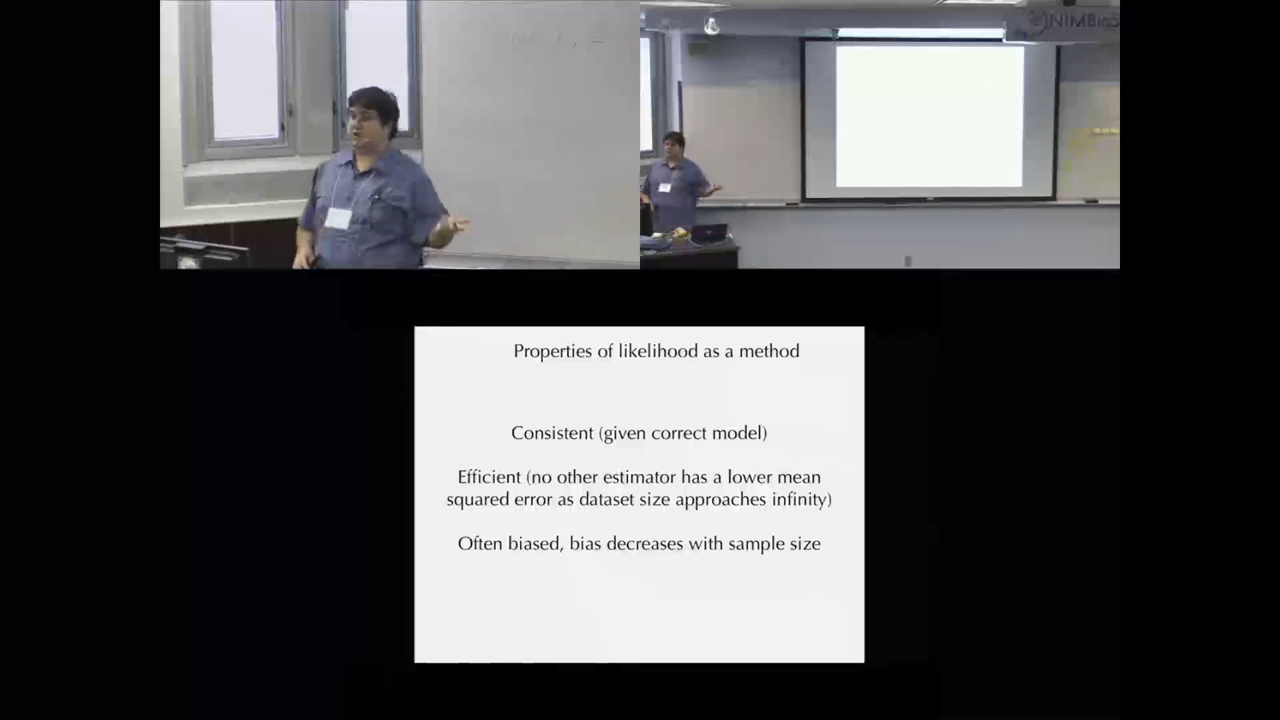 NIMBioS
Properties of likelihood as a method
Consistent (given correct model)
Efficient (no other estimator has a lower mean
squared error as dataset size approaches infinity)
Often biased, bias decreases with sample size